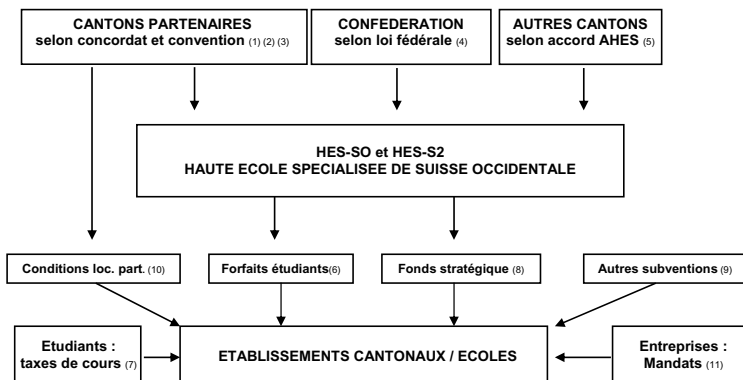 CANTONS PARTENAIRES
selon concordat et convention (1) (2) (3)
CONFEDERATION
selon loi fédérale (4)
AUTRES CANTONS
selon accord AHES (5)
HES-SO et HES-S2
HAUTE ECOLE SPECIALISEE DE SUISSE OCCIDENTALE
Conditions loc. part. (10)
Forfaits étudiants(6)
Fonds stratégique (8)
Autres subventions (9)
Etudiants :
taxes de cours (7)
ETABLISSEMENTS CANTONAUX / ECOLES
Entreprises :
Mandats (11)